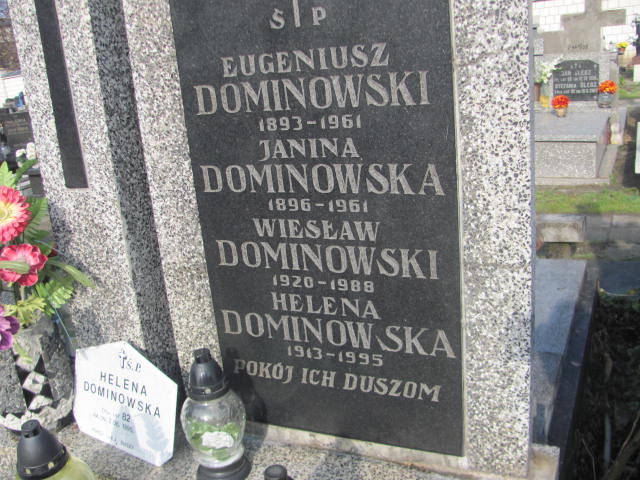 Ś P
EUGENIUSZ
DOMINOWSKI
1893-1961
JANINA
DOMINOWSKA
1896-1961
WIESŁAW
DOMINOWSKI
1920-1988
HELENA
DOMINOWSKA
1913-1995
POKÓJ ICH DUSZOM
Ś.P.
HELENA
DOMINOWSKA
82